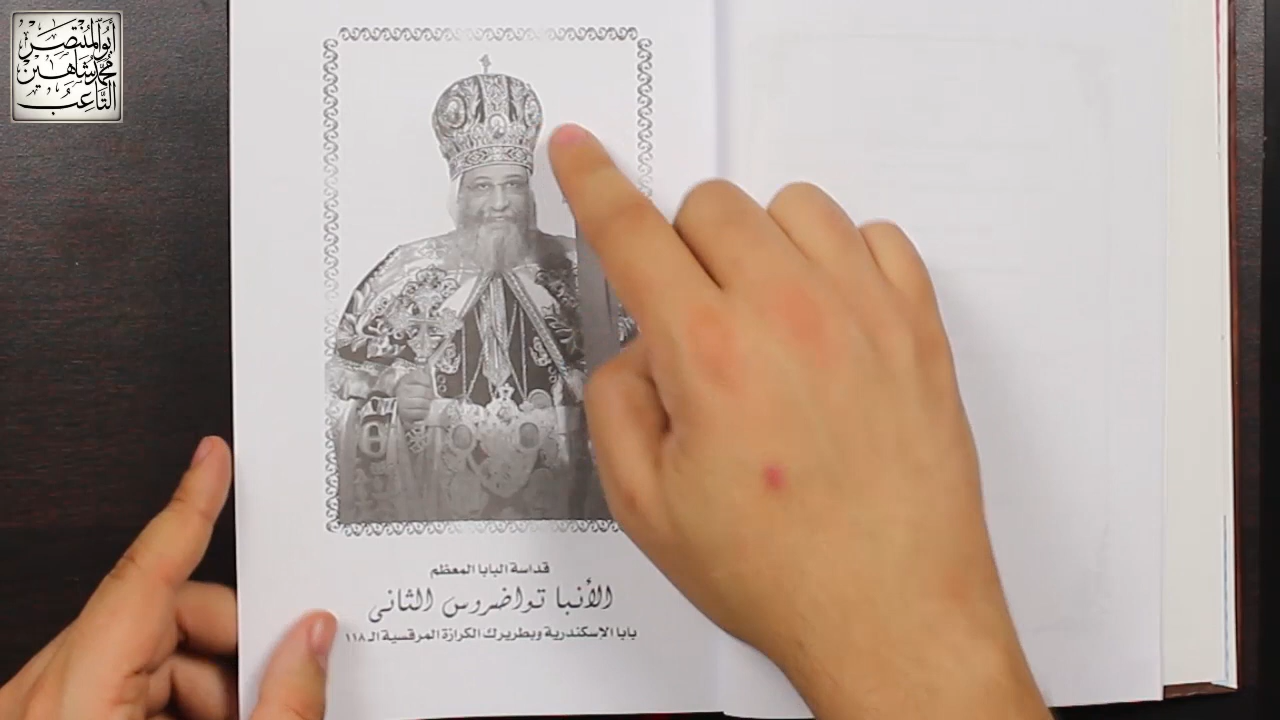 أبو المنتصر
محمد شاهين
التاعب
قداسة البابا المعظم
الأنبا تواضروس الثانى
بابا الاسكندرية وبطريرك الكرازة المرقسية الـ ١١٨